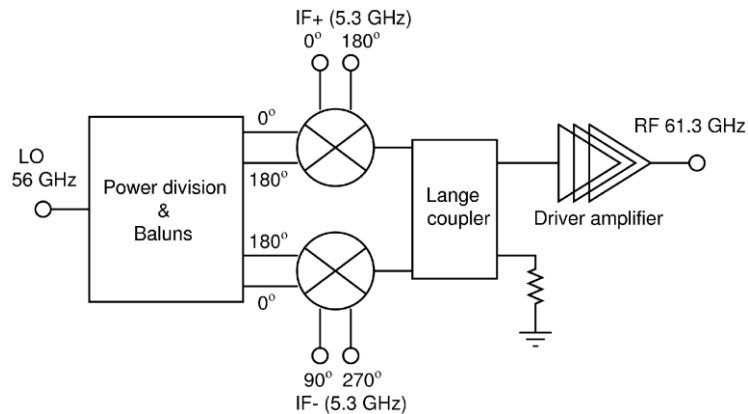 IF+ (5.3 GHz)
0° 180°
0°
LO
56 GHz
180°
Power division
&
Baluns
180°
0°
Lange
coupler
RF 61.3 GHz
Driver amplifier
90° 270°
IF- (5.3 GHz)